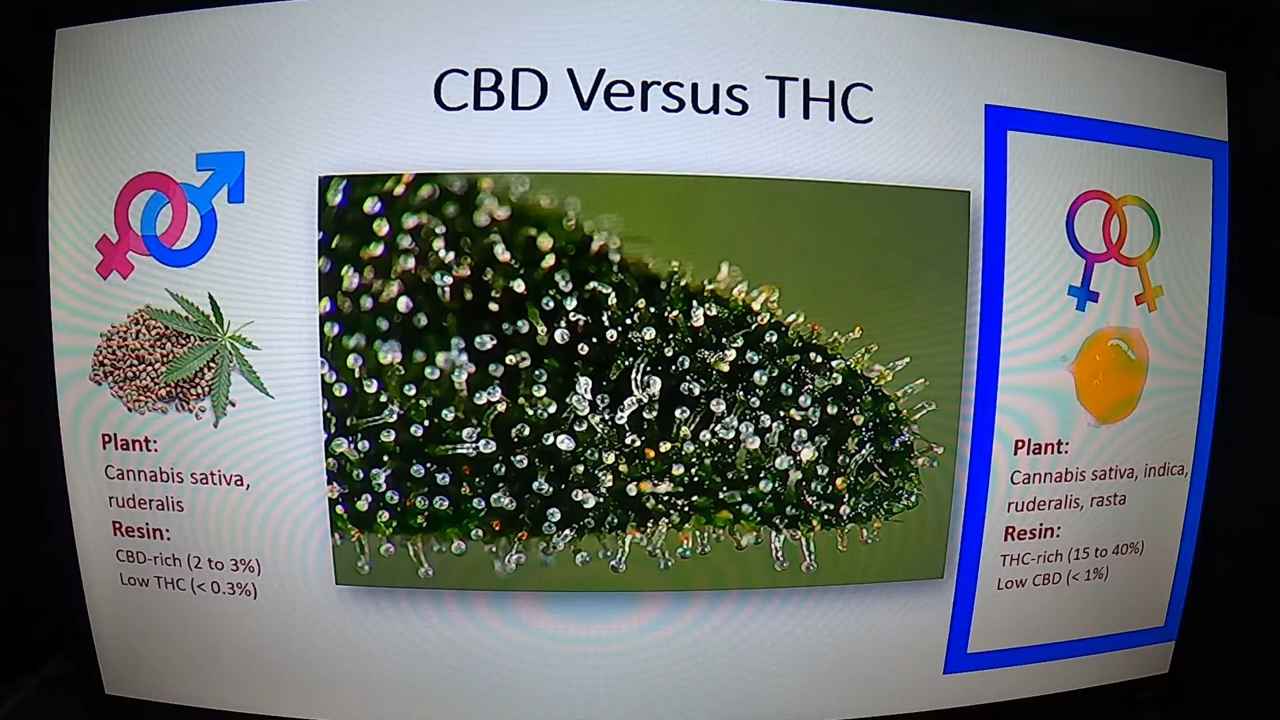 CBD Versus THC
Plant:
Cannabis sativa,
ruderalis
Resin:
CBD-rich (2 to 3%)
Low THC (< 0.3%)
Plant:
Cannabis sativa, indica,
ruderalis, rasta
Resin:
THC-rich (15 to 40%)
Low CBD (< 1%)